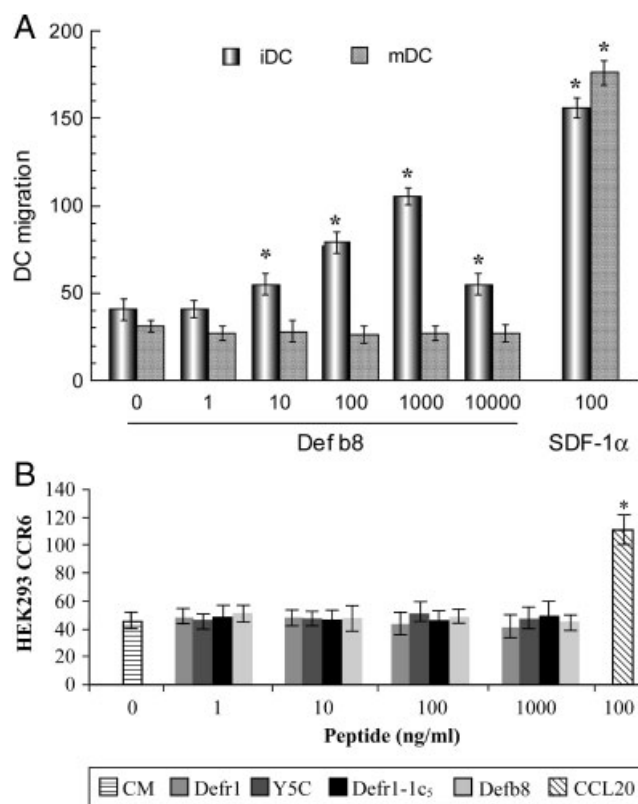 A
200
150
100
50
0
DC migration
iDC mDC
* * * * * *
0 1 10 100 1000 10000 100
Defb8 SDF-1α
B
140
120
100
80
60
40
20
0
HEK293 CCR6
*
0 1 10 100 1000 100
Peptide (ng/ml)
CM Defr1 Y5C Defr1-1c₅ Defb8 CCL20